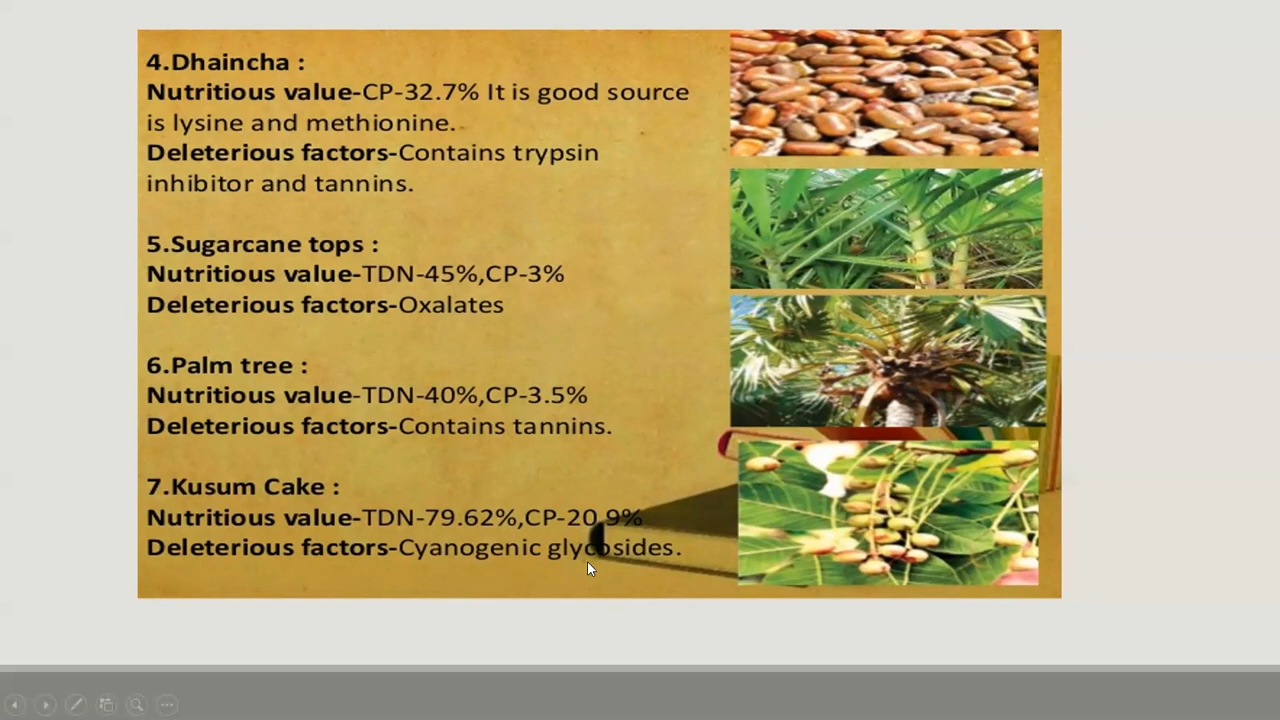 4.Dhaincha :
Nutritious value-CP-32.7% It is good source
is lysine and methionine.
Deleterious factors-Contains trypsin
inhibitor and tannins.
5.Sugarcane tops :
Nutritious value-TDN-45%,CP-3%
Deleterious factors-Oxalates
6.Palm tree :
Nutritious value-TDN-40%,CP-3.5%
Deleterious factors-Contains tannins.
7.Kusum Cake :
Nutritious value-TDN-79.62%,CP-20.9%
Deleterious factors-Cyanogenic glycosides.